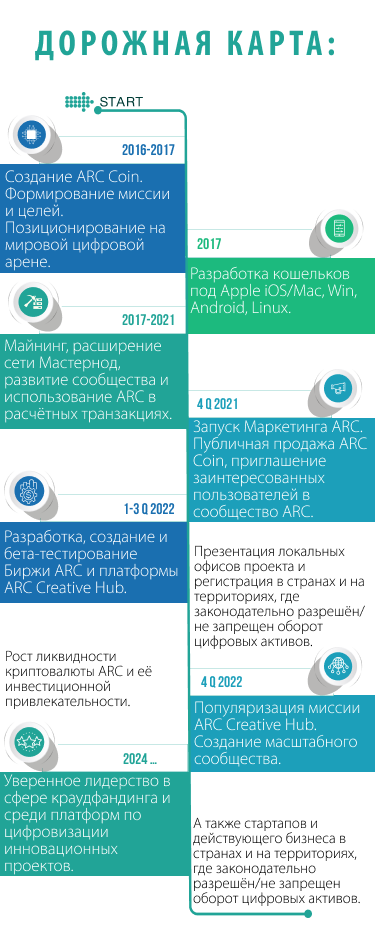 ДОРОЖНАЯ КАРТА:
START
2016-2017
Создание ARC Coin.
Формирование миссии
и целей.
Позиционирование на
мировой цифровой
арене.
2017
Разработка кошельков
под Apple iOS/Mac, Win,
Android, Linux.
2017-2021
Майнинг, расширение
сети Мастернод,
развитие сообщества и
использование ARC в
расчётных транзакциях.
4 Q 2021
Запуск Маркетинга ARC.
Публичная продажа ARC
Coin, приглашение
заинтересованных
пользователей в
сообщество ARC.
1-3 Q 2022
Разработка, создание и
бета-тестирование
Биржи ARC и платформы
ARC Creative Hub.
Презентация локальных
офисов проекта и
регистрация в странах и на
территориях, где
законодательно разрешён/
не запрещен оборот
цифровых активов.
Рост ликвидности
криптовалюты ARC и её
инвестиционной
привлекательности.
4 Q 2022
Популяризация миссии
ARC Creative Hub.
Создание масштабного
сообщества.
2024 ...
Уверенное лидерство в
сфере краудфандинга и
среди платформ по
цифровизации
инновационных
проектов.
А также стартапов и
действующего бизнеса в
странах и на территориях,
где законодательно
разрешён/не запрещен
оборот цифровых активов.